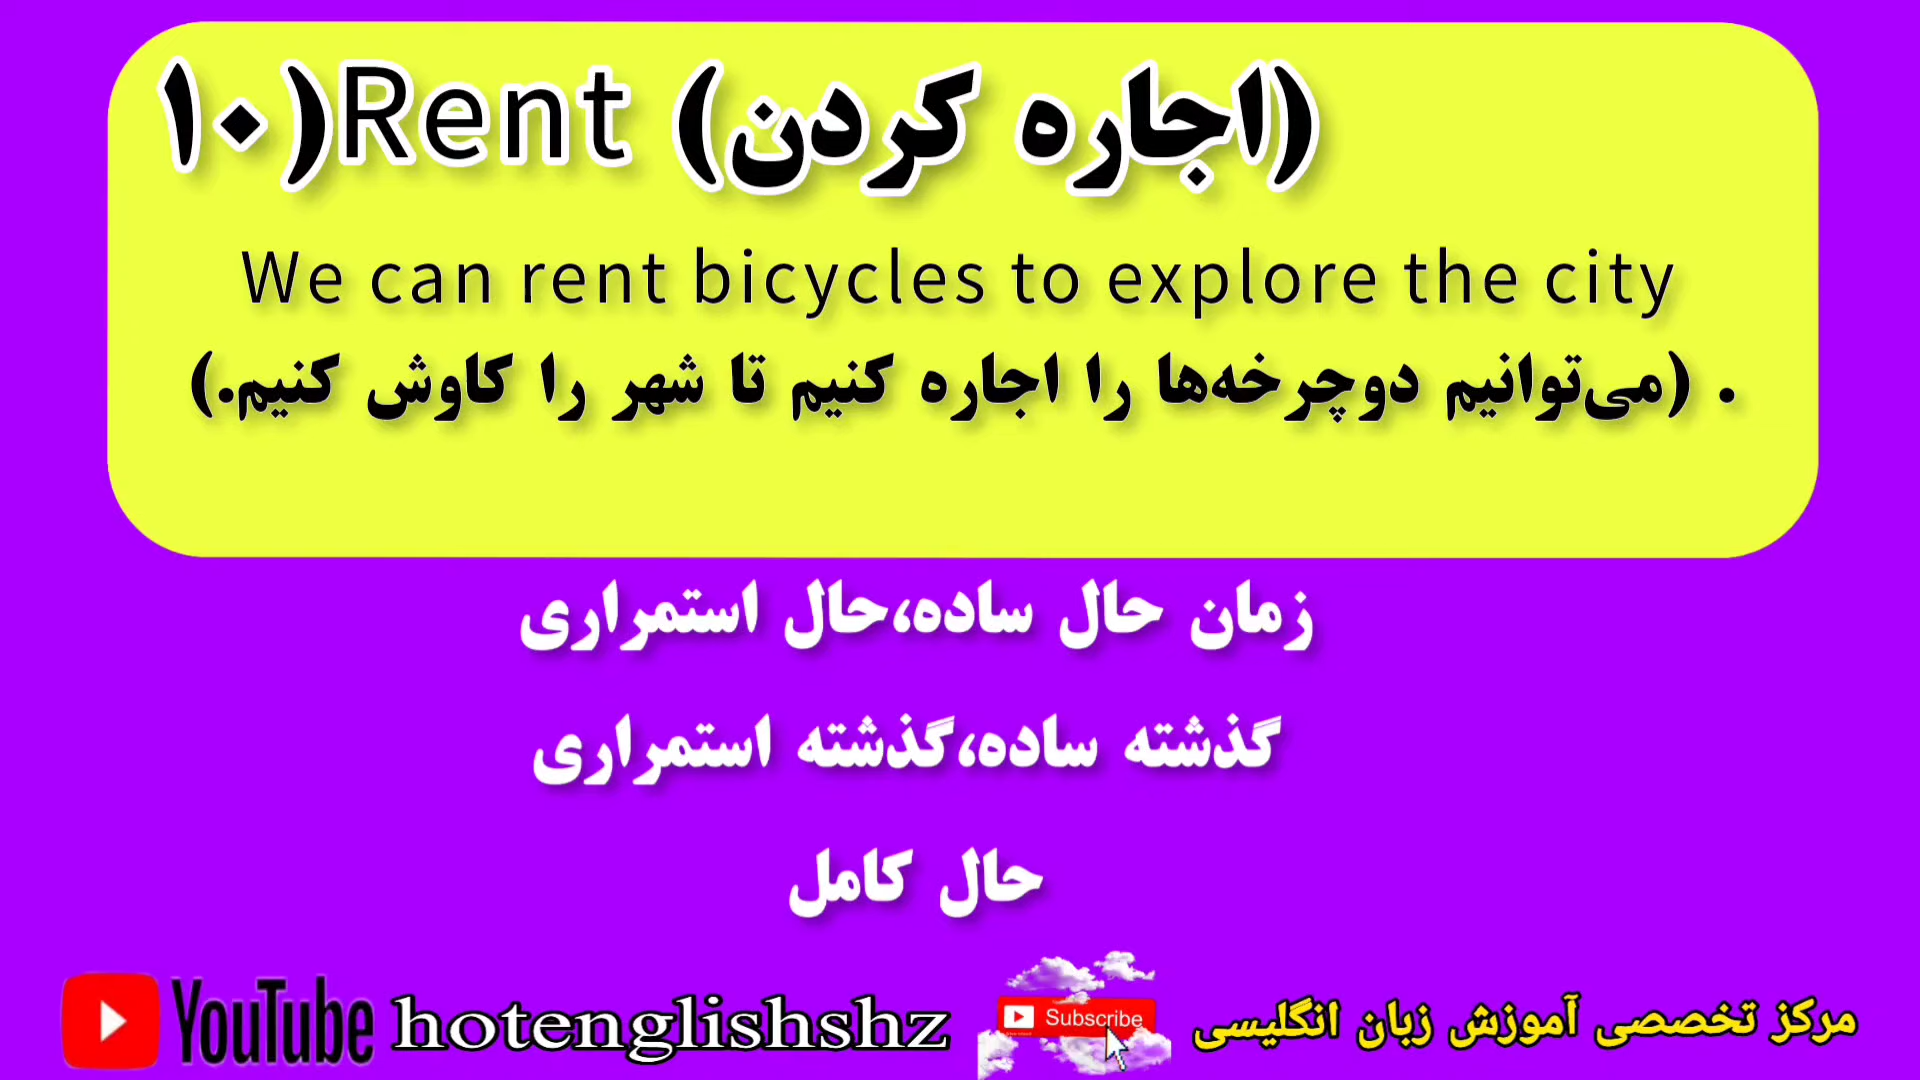 ۱۰)Rent (اجاره کردن)
We can rent bicycles to explore the city
. (می‌توانیم دوچرخه‌ها را اجاره کنیم تا شهر را کاوش کنیم.)
زمان حال ساده،حال استمراری
گذشته ساده،گذشته استمراری
حال کامل
YouTube hotenglishshz Subscribe مرکز تخصصی آموزش زبان انگلیسی